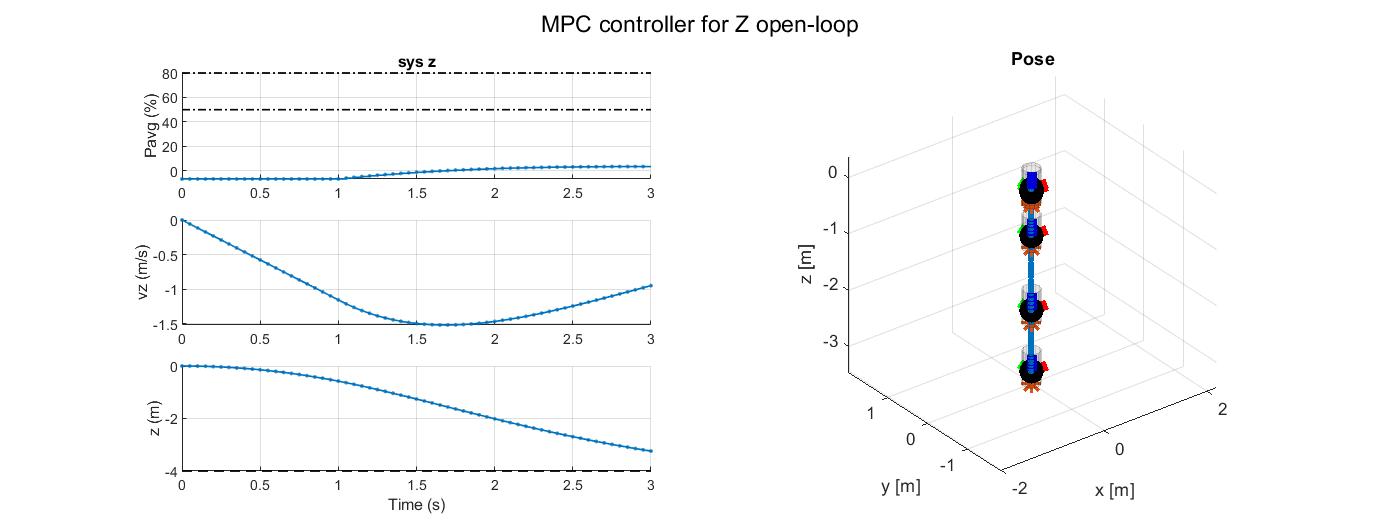 MPC controller for Z open-loop
sys z
Pavg (%)
80
60
40
20
0
0 0.5 1 1.5 2 2.5 3
vz (m/s)
0
-0.5
-1
-1.5
0 0.5 1 1.5 2 2.5 3
z (m)
0
-2
-4
0 0.5 1 1.5 2 2.5 3
Time (s)
Pose
z [m]
0
-1
-2
-3
1
0
-1
y [m]
-2
0
2
x [m]